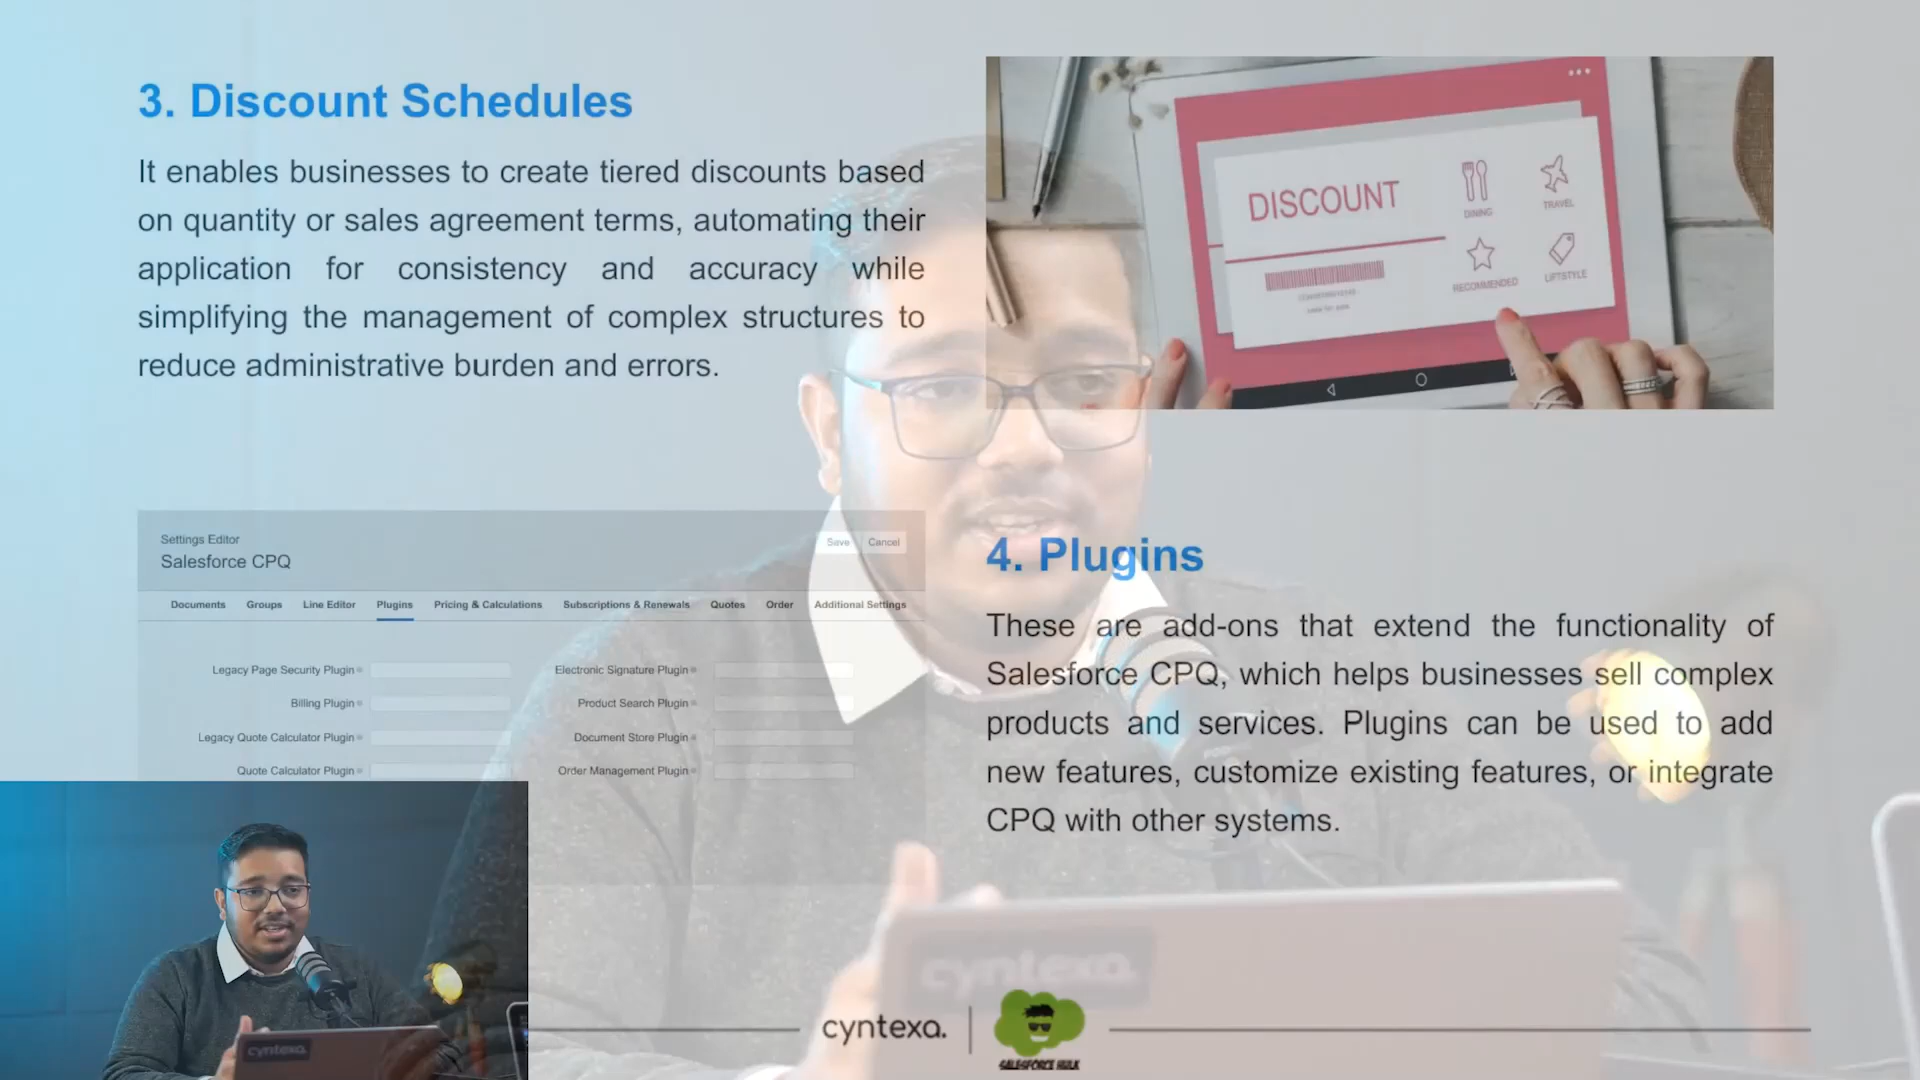 3. Discount Schedules
It enables businesses to create tiered discounts based
on quantity or sales agreement terms, automating their
application for consistency and accuracy while
simplifying the management of complex structures to
reduce administrative burden and errors.
DISCOUNT
DINING
TRAVEL
RECOMMENDED
LIFTSTYLE
Settings Editor
Salesforce CPQ
Save Cancel
Documents Groups Line Editor Plugins Pricing & Calculations Subscriptions & Renewals Quotes Order Additional Settings
Legacy Page Security Plugin Electronic Signature Plugin
Billing Plugin Product Search Plugin
Legacy Quote Calculator Plugin Document Store Plugin
Quote Calculator Plugin Order Management Plugin
4. Plugins
These are add-ons that extend the functionality of
Salesforce CPQ, which helps businesses sell complex
products and services. Plugins can be used to add
new features, customize existing features, or integrate
CPQ with other systems.
cyntexa.
cyntexa.
cyntexa.
SALESFORCE HULK